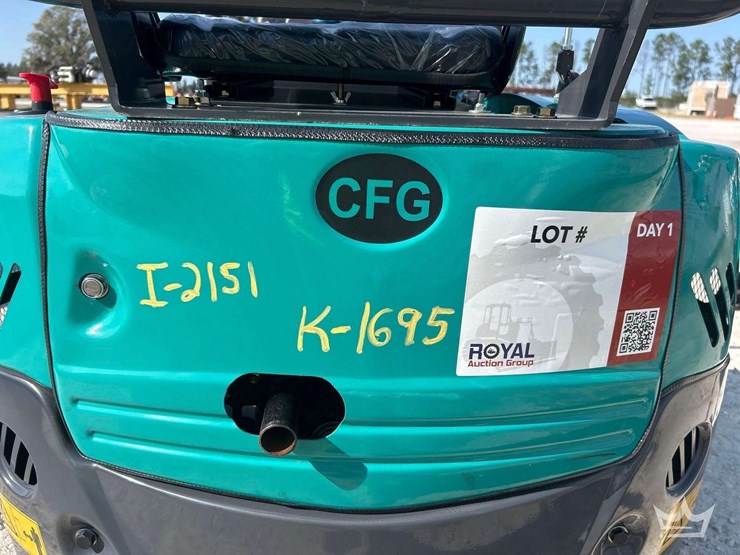 CFG
LOT #
DAY 1
I-2151
K-1695
ROYAL
Auction Group